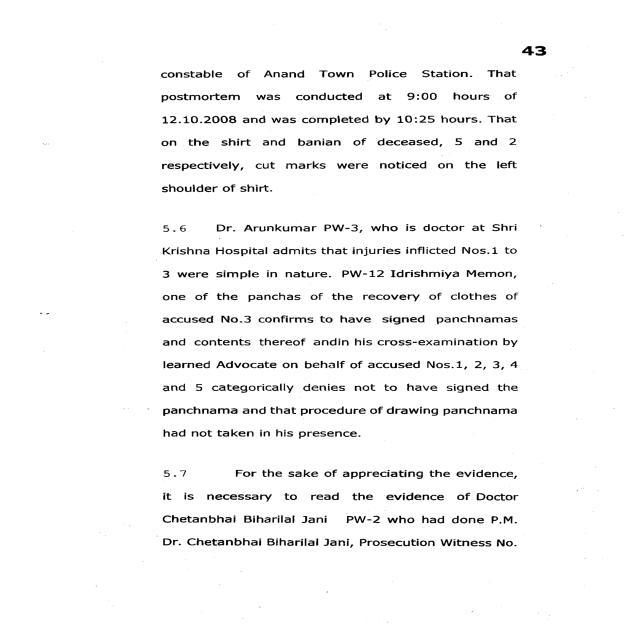 43
constable of Anand Town Police Station. That
postmortem was conducted at 9:00 hours of
12.10.2008 and was completed by 10:25 hours. That
on the shirt and banian of deceased, 5 and 2
respectively, cut marks were noticed on the left
shoulder of shirt.
5.6 Dr. Arunkumar PW-3, who is doctor at Shri
Krishna Hospital admits that injuries inflicted Nos.1 to
3 were simple in nature. PW-12 Idrishmiya Memon,
one of the panchas of the recovery of clothes of
accused No.3 confirms to have signed panchnamas
and contents thereof andin his cross-examination by
learned Advocate on behalf of accused Nos.1, 2, 3, 4
and 5 categorically denies not to have signed the
panchnama and that procedure of drawing panchnama
had not taken in his presence.
5.7 For the sake of appreciating the evidence,
it is necessary to read the evidence of Doctor
Chetanbhai Biharilal Jani PW-2 who had done P.M.
Dr. Chetanbhai Biharilal Jani, Prosecution Witness No.